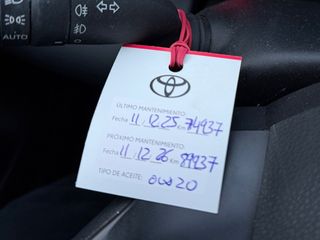 AUTO
ÚLTIMO MANTENIMIENTO:
Fecha 11.12.25 Km 74937
PRÓXIMO MANTENIMIENTO:
Fecha 11.12.26 Km 89937
TIPO DE ACEITE: 0W20